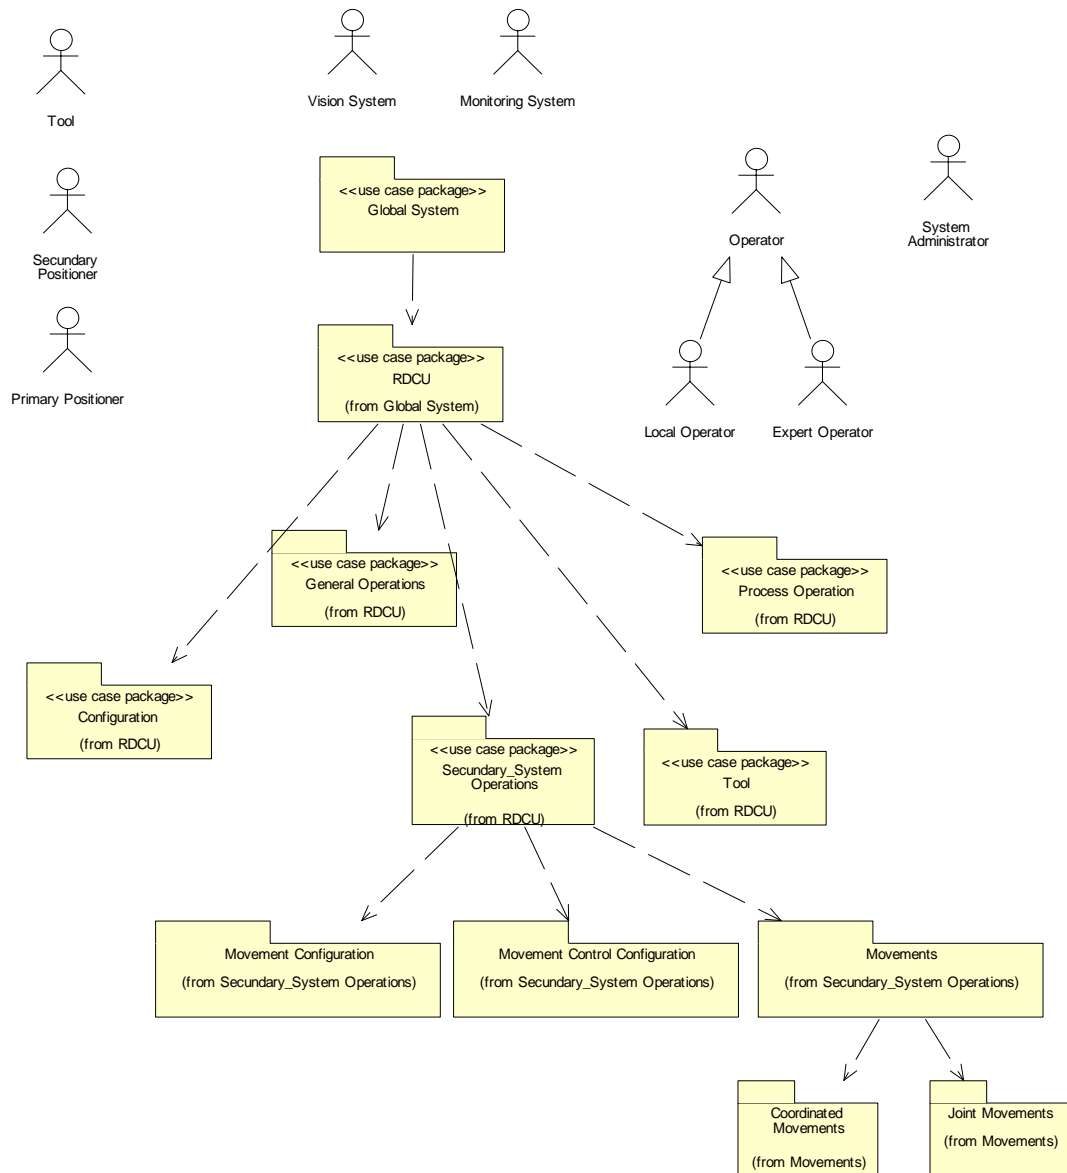 Tool
Vision System
Monitoring System
Secundary
Positioner
Primary Positioner
<<use case package>>
Global System
Operator
System
Administrator
<<use case package>>
RDCU
(from Global System)
Local Operator
Expert Operator
<<use case package>>
General Operations
(from RDCU)
<<use case package>>
Process Operation
(from RDCU)
<<use case package>>
Configuration
(from RDCU)
<<use case package>>
Secundary_System
Operations
(from RDCU)
<<use case package>>
Tool
(from RDCU)
Movement Configuration
(from Secundary_System Operations)
Movement Control Configuration
(from Secundary_System Operations)
Movements
(from Secundary_System Operations)
Coordinated
Movements
(from Movements)
Joint Movements
(from Movements)